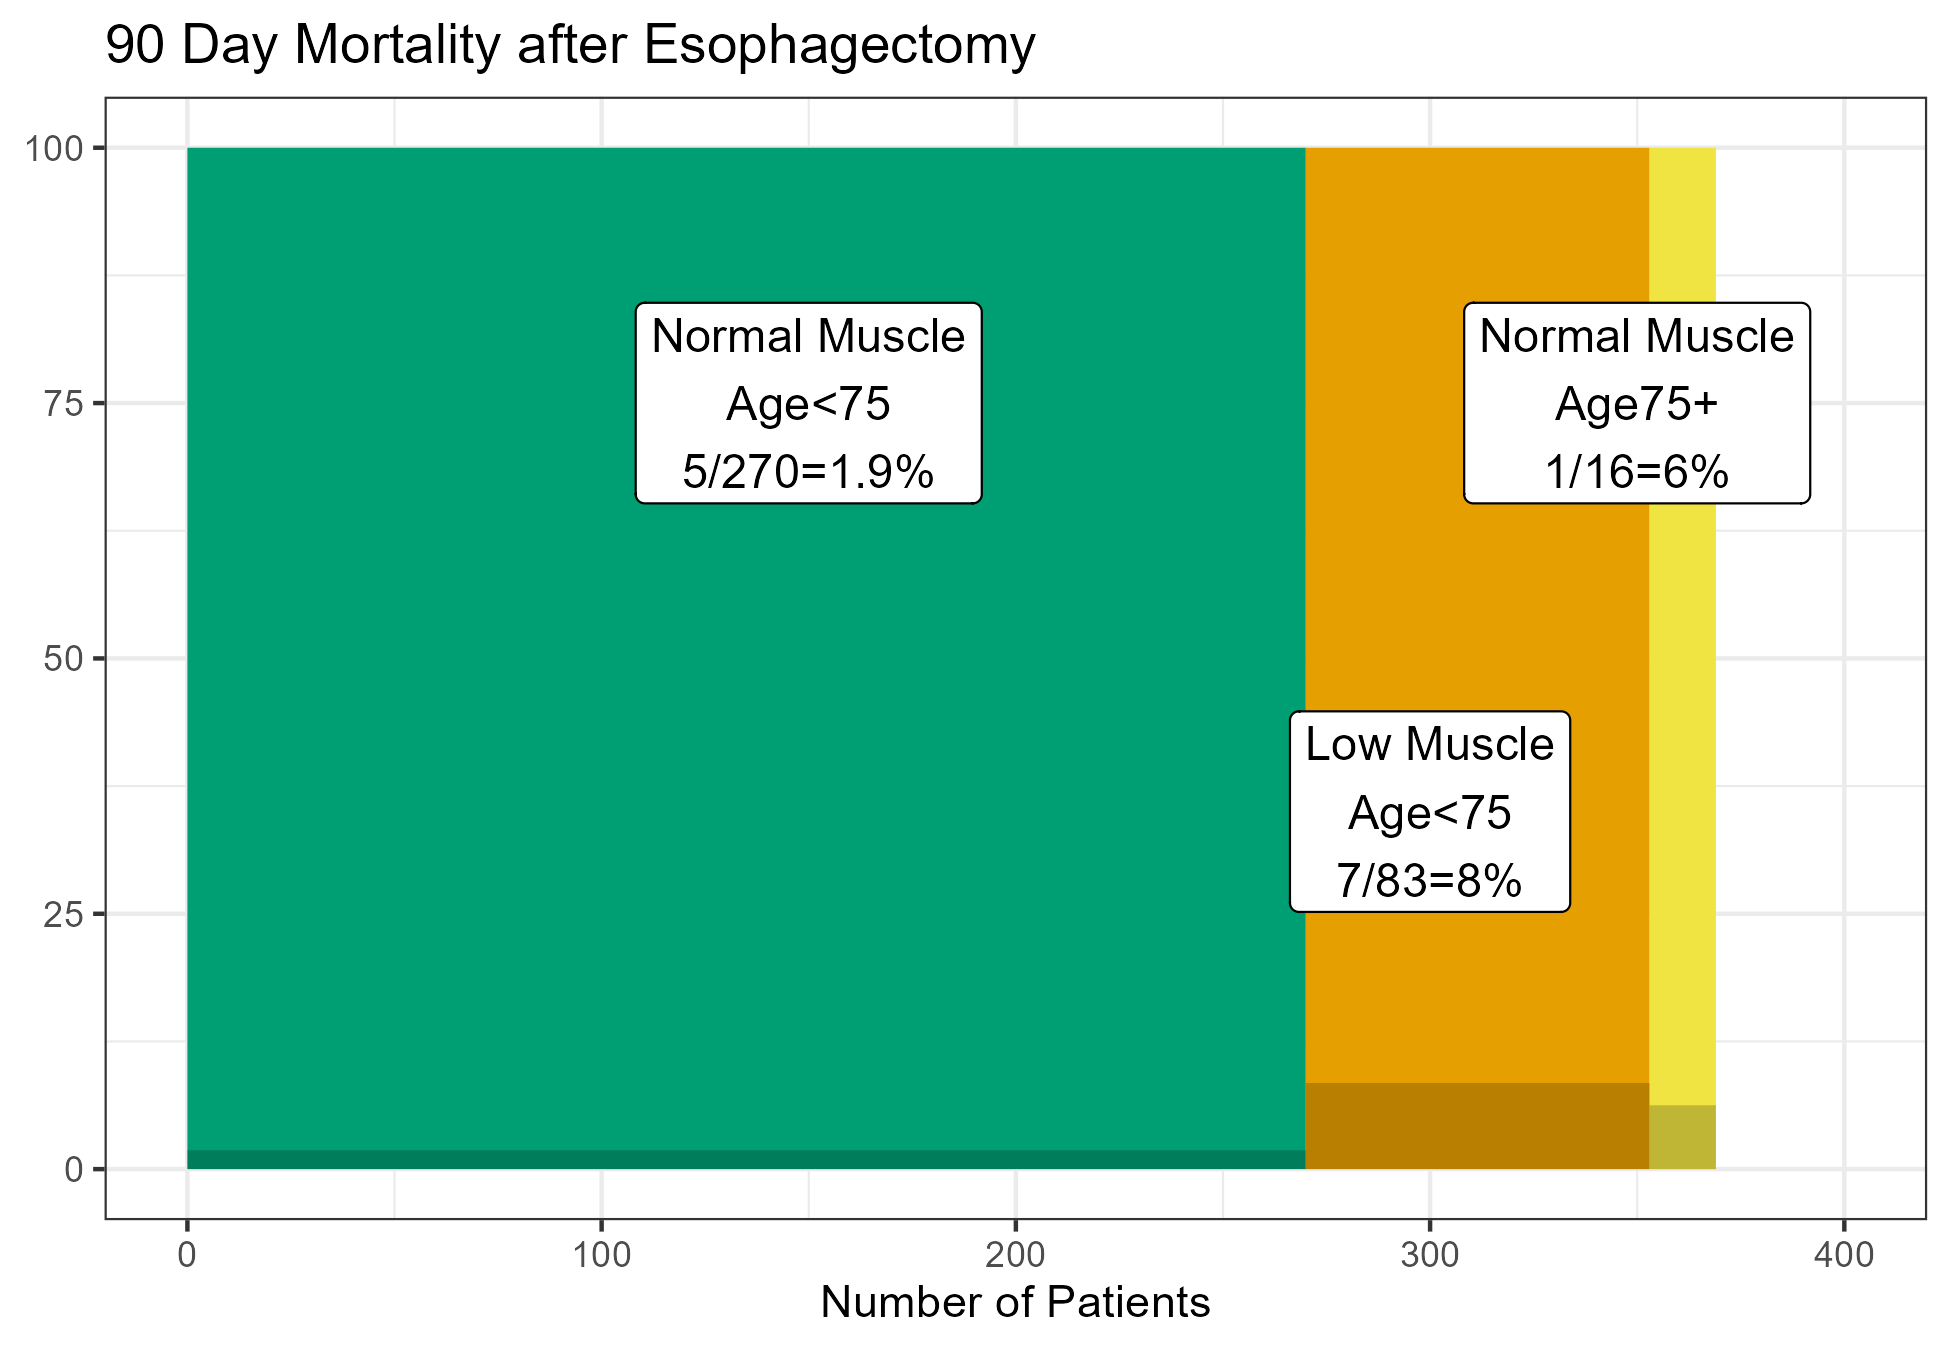 90 Day Mortality after Esophagectomy
100
75
50
25
0
Normal Muscle
Age<75
5/270=1.9%
Normal Muscle
Age75+
1/16=6%
Low Muscle
Age<75
7/83=8%
0
100
200
300
400
Number of Patients